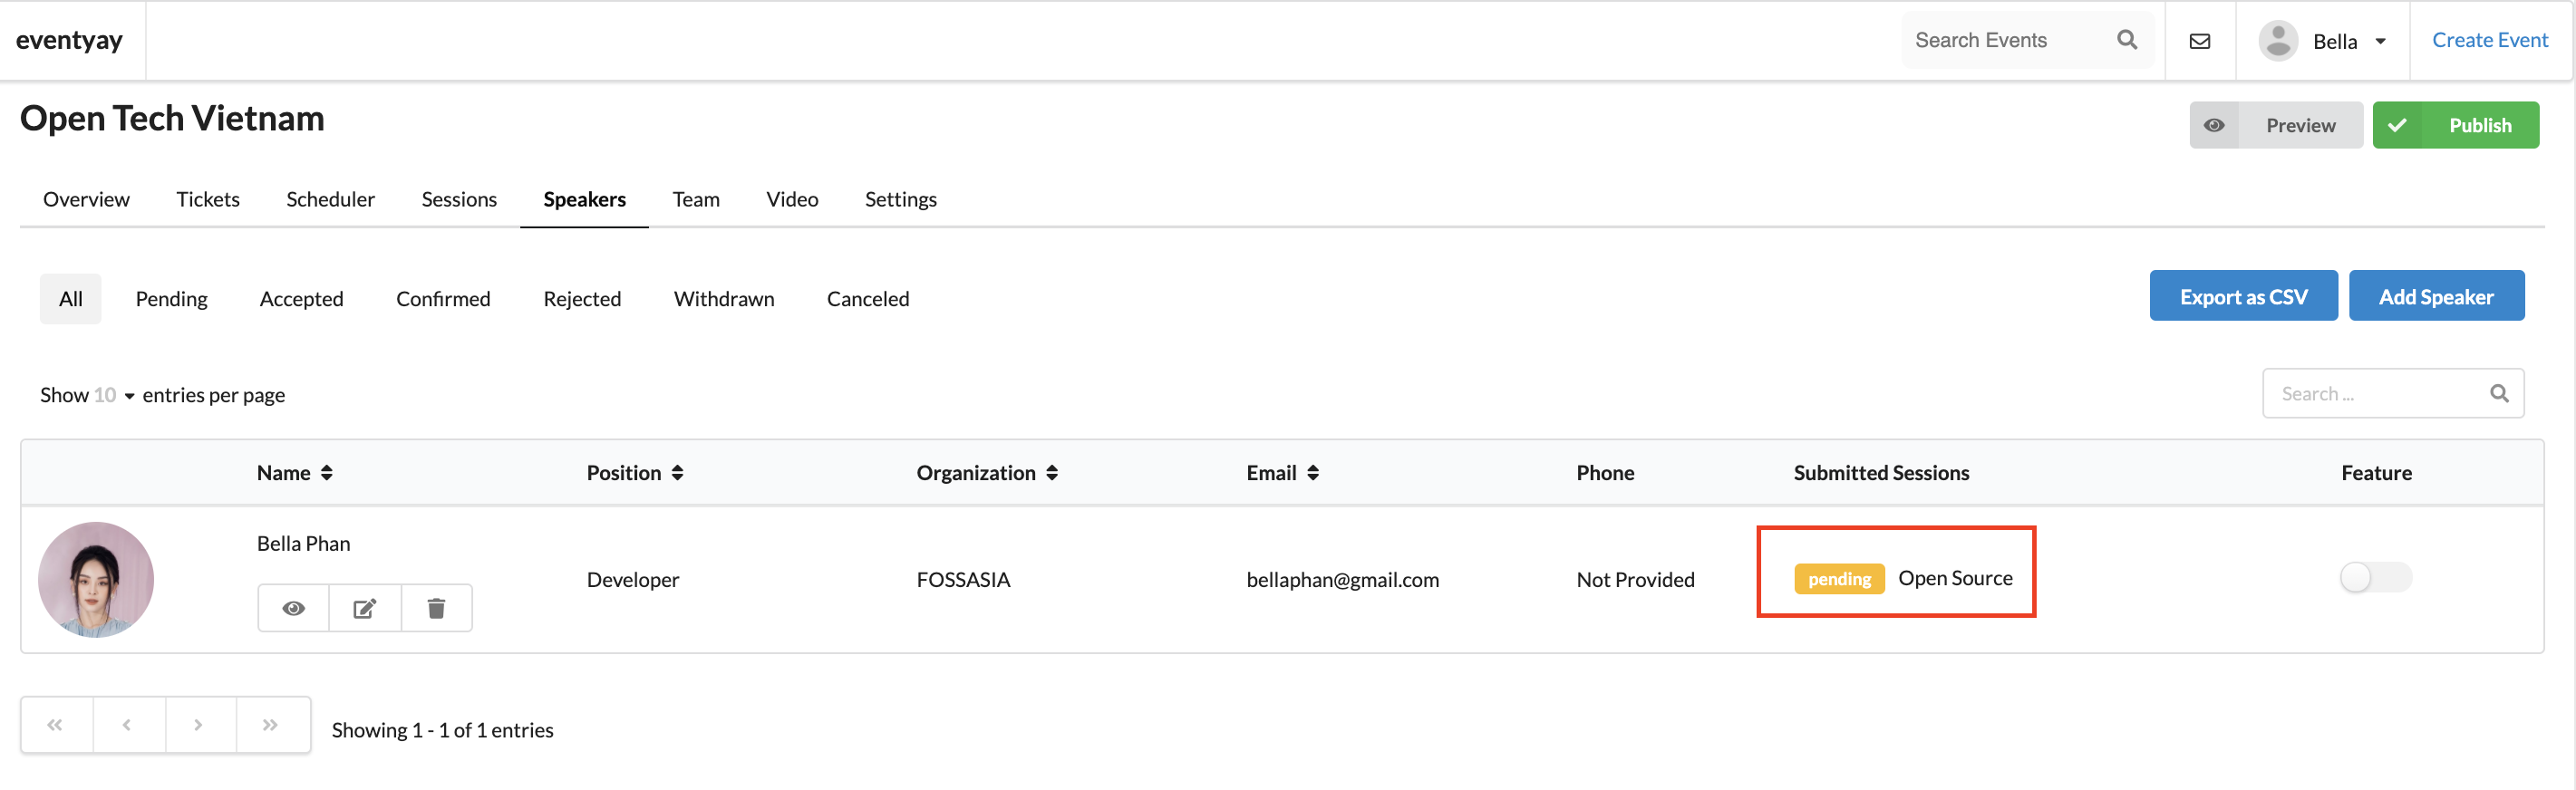 eventyay
Search Events
Bella
Create Event
Open Tech Vietnam
Preview
Publish
Overview Tickets Scheduler Sessions Speakers Team Video Settings
All Pending Accepted Confirmed Rejected Withdrawn Canceled
Export as CSV
Add Speaker
Show 10 entries per page
Search ...
Name Position Organization Email Phone Submitted Sessions Feature
Bella Phan
Developer FOSSASIA bellaphan@gmail.com Not Provided pending Open Source
« ‹ › »
Showing 1 - 1 of 1 entries